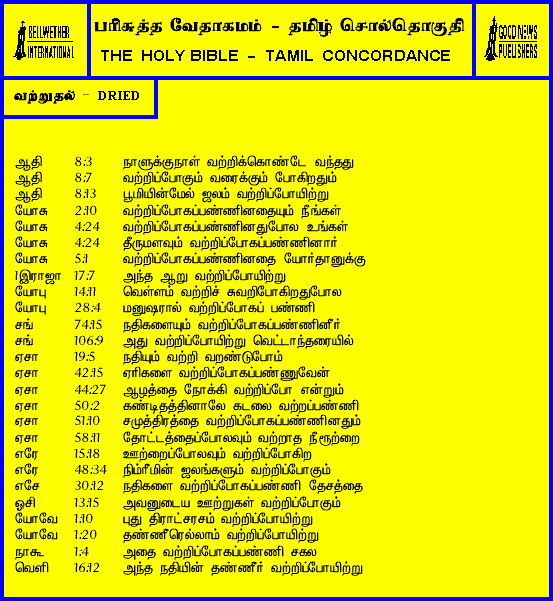 BELLWETHER
INTERNATIONAL
பரிசுத்த வேதாகமம் - தமிழ் சொல்தொகுதி
THE HOLY BIBLE - TAMIL CONCORDANCE
GOOD NEWS
PUBLISHERS
வற்றுதல் - DRIED
ஆதி 8:3 நாளுக்குநாள் வற்றிக்கொண்டே வந்தது
ஆதி 8:7 வற்றிப்போகும் வரைக்கும் போகிறதும்
ஆதி 8:13 பூமியின்மேல் ஜலம் வற்றிப்போயிற்று
யோசு 2:10 வற்றிப்போகப்பண்ணினதையும் நீங்கள்
யோசு 4:24 வற்றிப்போகப்பண்ணினதுபோல உங்கள்
யோசு 4:24 தீருமளவும் வற்றிப்போகப்பண்ணினார்
யோசு 5:1 வற்றிப்போகப்பண்ணினதை யோர்தானுக்கு
1இராஜா 17:7 அந்த ஆறு வற்றிப்போயிற்று
யோபு 14:11 வெள்ளம் வற்றிச் சுவறிபோகிறதுபோல
யோபு 28:4 மனுஷரால் வற்றிப்போகப் பண்ணி
சங் 74:15 நதிகளையும் வற்றிப்போகப்பண்ணினீர்
சங் 106:9 அது வற்றிப்போயிற்று வெட்டாந்தரையில்
ஏசா 19:5 நதியும் வற்றி வறண்டுபோம்
ஏசா 42:15 ஏரிகளை வற்றிப்போகப்பண்ணுவேன்
ஏசா 44:27 ஆழத்தை நோக்கி வற்றிப்போ என்றும்
ஏசா 50:2 கண்டிதத்தினாலே கடலை வற்றப்பண்ணி
ஏசா 51:10 சமுத்திரத்தை வற்றிப்போகப்பண்ணினதும்
ஏசா 58:11 தோட்டத்தைப்போலவும் வற்றாத நீரூற்றை
எரே 15:18 ஊற்றைப்போலவும் வற்றிப்போகிற
எரே 48:34 நிம்ரீமின் ஜலங்களும் வற்றிப்போகும்
எசே 30:12 நதிகளை வற்றிப்போகப்பண்ணி தேசத்தை
ஓசி 13:15 அவனுடைய ஊற்றுகள் வற்றிப்போகும்
யோவே 1:10 புது திராட்சரசம் வற்றிப்போயிற்று
யோவே 1:20 தண்ணீரெல்லாம் வற்றிப்போயிற்று
நாகூ 1:4 அதை வற்றிப்போகப்பண்ணி சகல
வெளி 16:12 அந்த நதியின் தண்ணீர் வற்றிப்போயிற்று